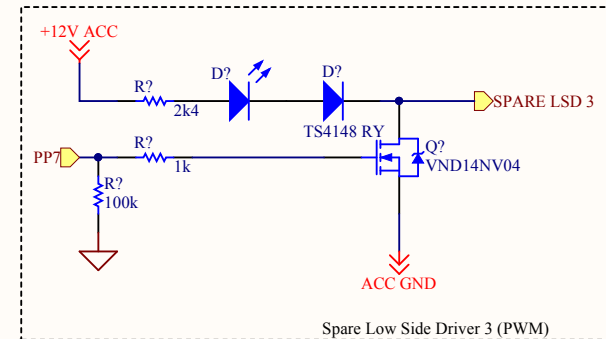 +12V ACC
D?
D?
R?
2k4
SPARE LSD 3
TS4148 RY
R?
Q?
PP7
1k
VND14NV04
R?
100k
ACC GND
Spare Low Side Driver 3 (PWM)